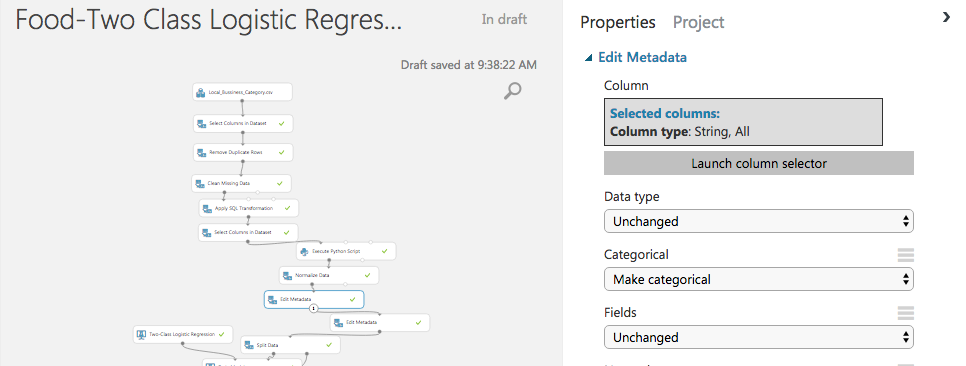 Food-Two Class Logistic Regres...
In draft
Draft saved at 9:38:22 AM
Local_Bussiness_Category.csv
Select Columns in Dataset
Remove Duplicate Rows
Clean Missing Data
Apply SQL Transformation
Select Columns in Dataset
Execute Python Script
Normalize Data
Edit Metadata
1
Edit Metadata
Two-Class Logistic Regression
Split Data
Properties
Project
Edit Metadata
Column
Selected columns:
Column type: String, All
Launch column selector
Data type
Unchanged
Categorical
Make categorical
Fields
Unchanged